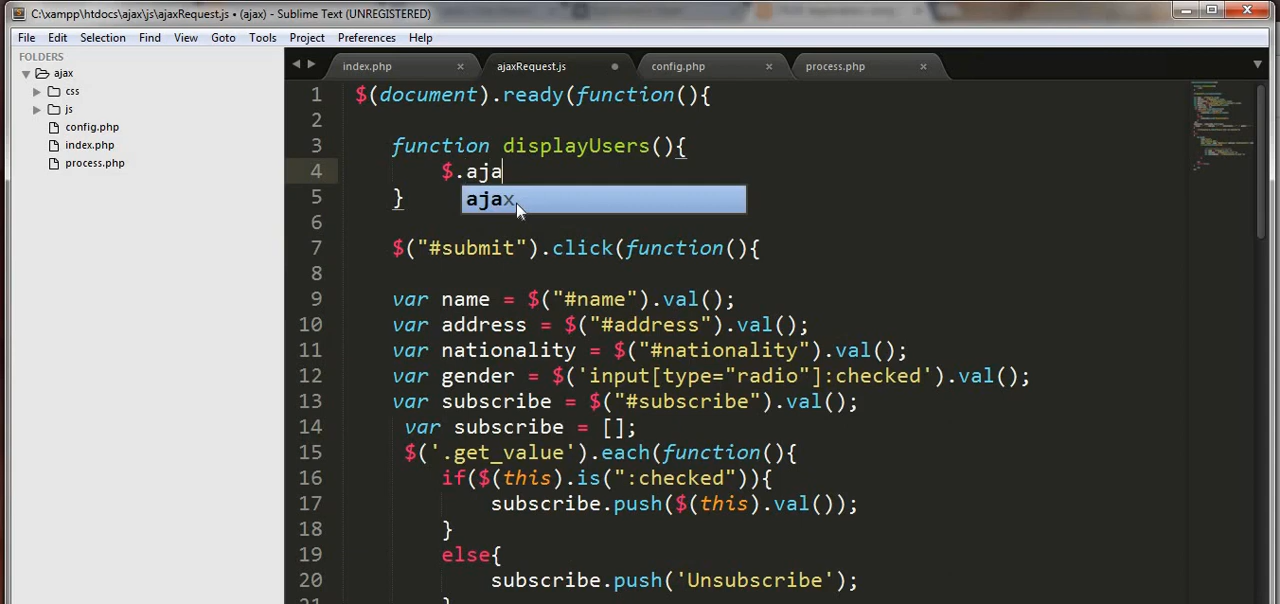 C:\xampp\htdocs\ajax\js\ajaxRequest.js • (ajax) - Sublime Text (UNREGISTERED)
File Edit Selection Find View Goto Tools Project Preferences Help
FOLDERS
ajax
css
js
config.php
index.php
process.php
index.php ajaxRequest.js config.php process.php
1 $(document).ready(function(){
2
3 function displayUsers(){
4 $.aja
ajax
5 }
6
7 $("#submit").click(function(){
8
9 var name = $("#name").val();
10 var address = $("#address").val();
11 var nationality = $("#nationality").val();
12 var gender = $('input[type="radio"]:checked').val();
13 var subscribe = $("#subscribe").val();
14 var subscribe = [];
15 $('.get_value').each(function(){
16 if($(this).is(":checked")){
17 subscribe.push($(this).val());
18 }
19 else{
20 subscribe.push('Unsubscribe');
21 }